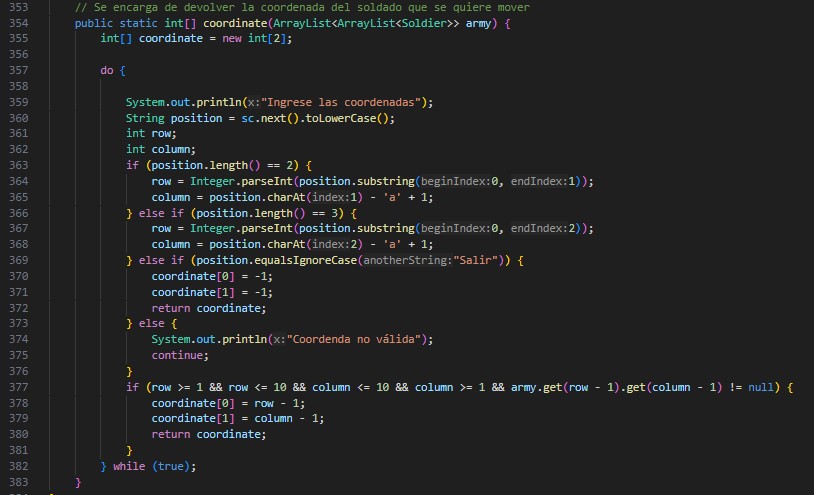 353 // Se encarga de devolver la coordenada del soldado que se quiere mover
354 public static int[] coordinate(ArrayList<ArrayList<Soldier>> army) {
355 int[] coordinate = new int[2];
356
357 do {
358
359 System.out.println(x:"Ingrese las coordenadas");
360 String position = sc.next().toLowerCase();
361 int row;
362 int column;
363 if (position.length() == 2) {
364 row = Integer.parseInt(position.substring(beginIndex:0, endIndex:1));
365 column = position.charAt(index:1) - 'a' + 1;
366 } else if (position.length() == 3) {
367 row = Integer.parseInt(position.substring(beginIndex:0, endIndex:2));
368 column = position.charAt(index:2) - 'a' + 1;
369 } else if (position.equalsIgnoreCase(anotherString:"Salir")) {
370 coordinate[0] = -1;
371 coordinate[1] = -1;
372 return coordinate;
373 } else {
374 System.out.println(x:"Coordenda no válida");
375 continue;
376 }
377 if (row >= 1 && row <= 10 && column <= 10 && column >= 1 && army.get(row - 1).get(column - 1) != null) {
378 coordinate[0] = row - 1;
379 coordinate[1] = column - 1;
380 return coordinate;
381 }
382 } while (true);
383 }